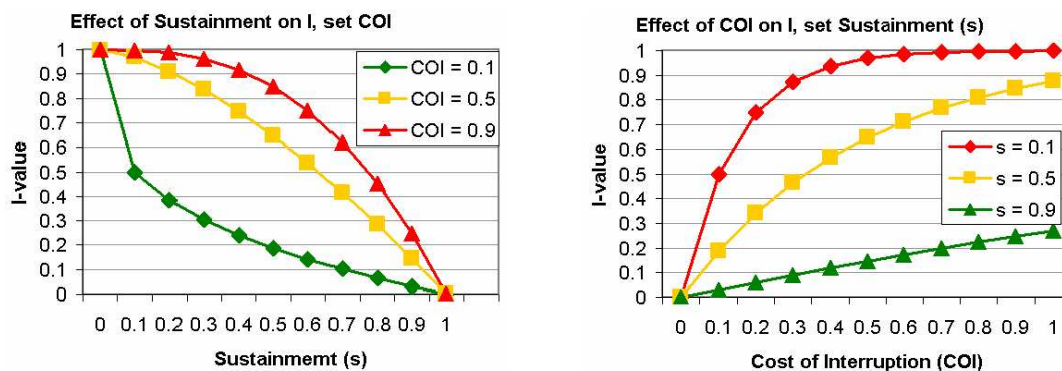 Effect of Sustainment on I, set COI
I-value
1
0.9
0.8
0.7
0.6
0.5
0.4
0.3
0.2
0.1
0
COI = 0.1
COI = 0.5
COI = 0.9
0 0.1 0.2 0.3 0.4 0.5 0.6 0.7 0.8 0.9 1
Sustainmemt (s)
Effect of COI on I, set Sustainment (s)
I-value
1
0.9
0.8
0.7
0.6
0.5
0.4
0.3
0.2
0.1
0
s = 0.1
s = 0.5
s = 0.9
0 0.1 0.2 0.3 0.4 0.5 0.6 0.7 0.8 0.9 1
Cost of Interruption (COI)